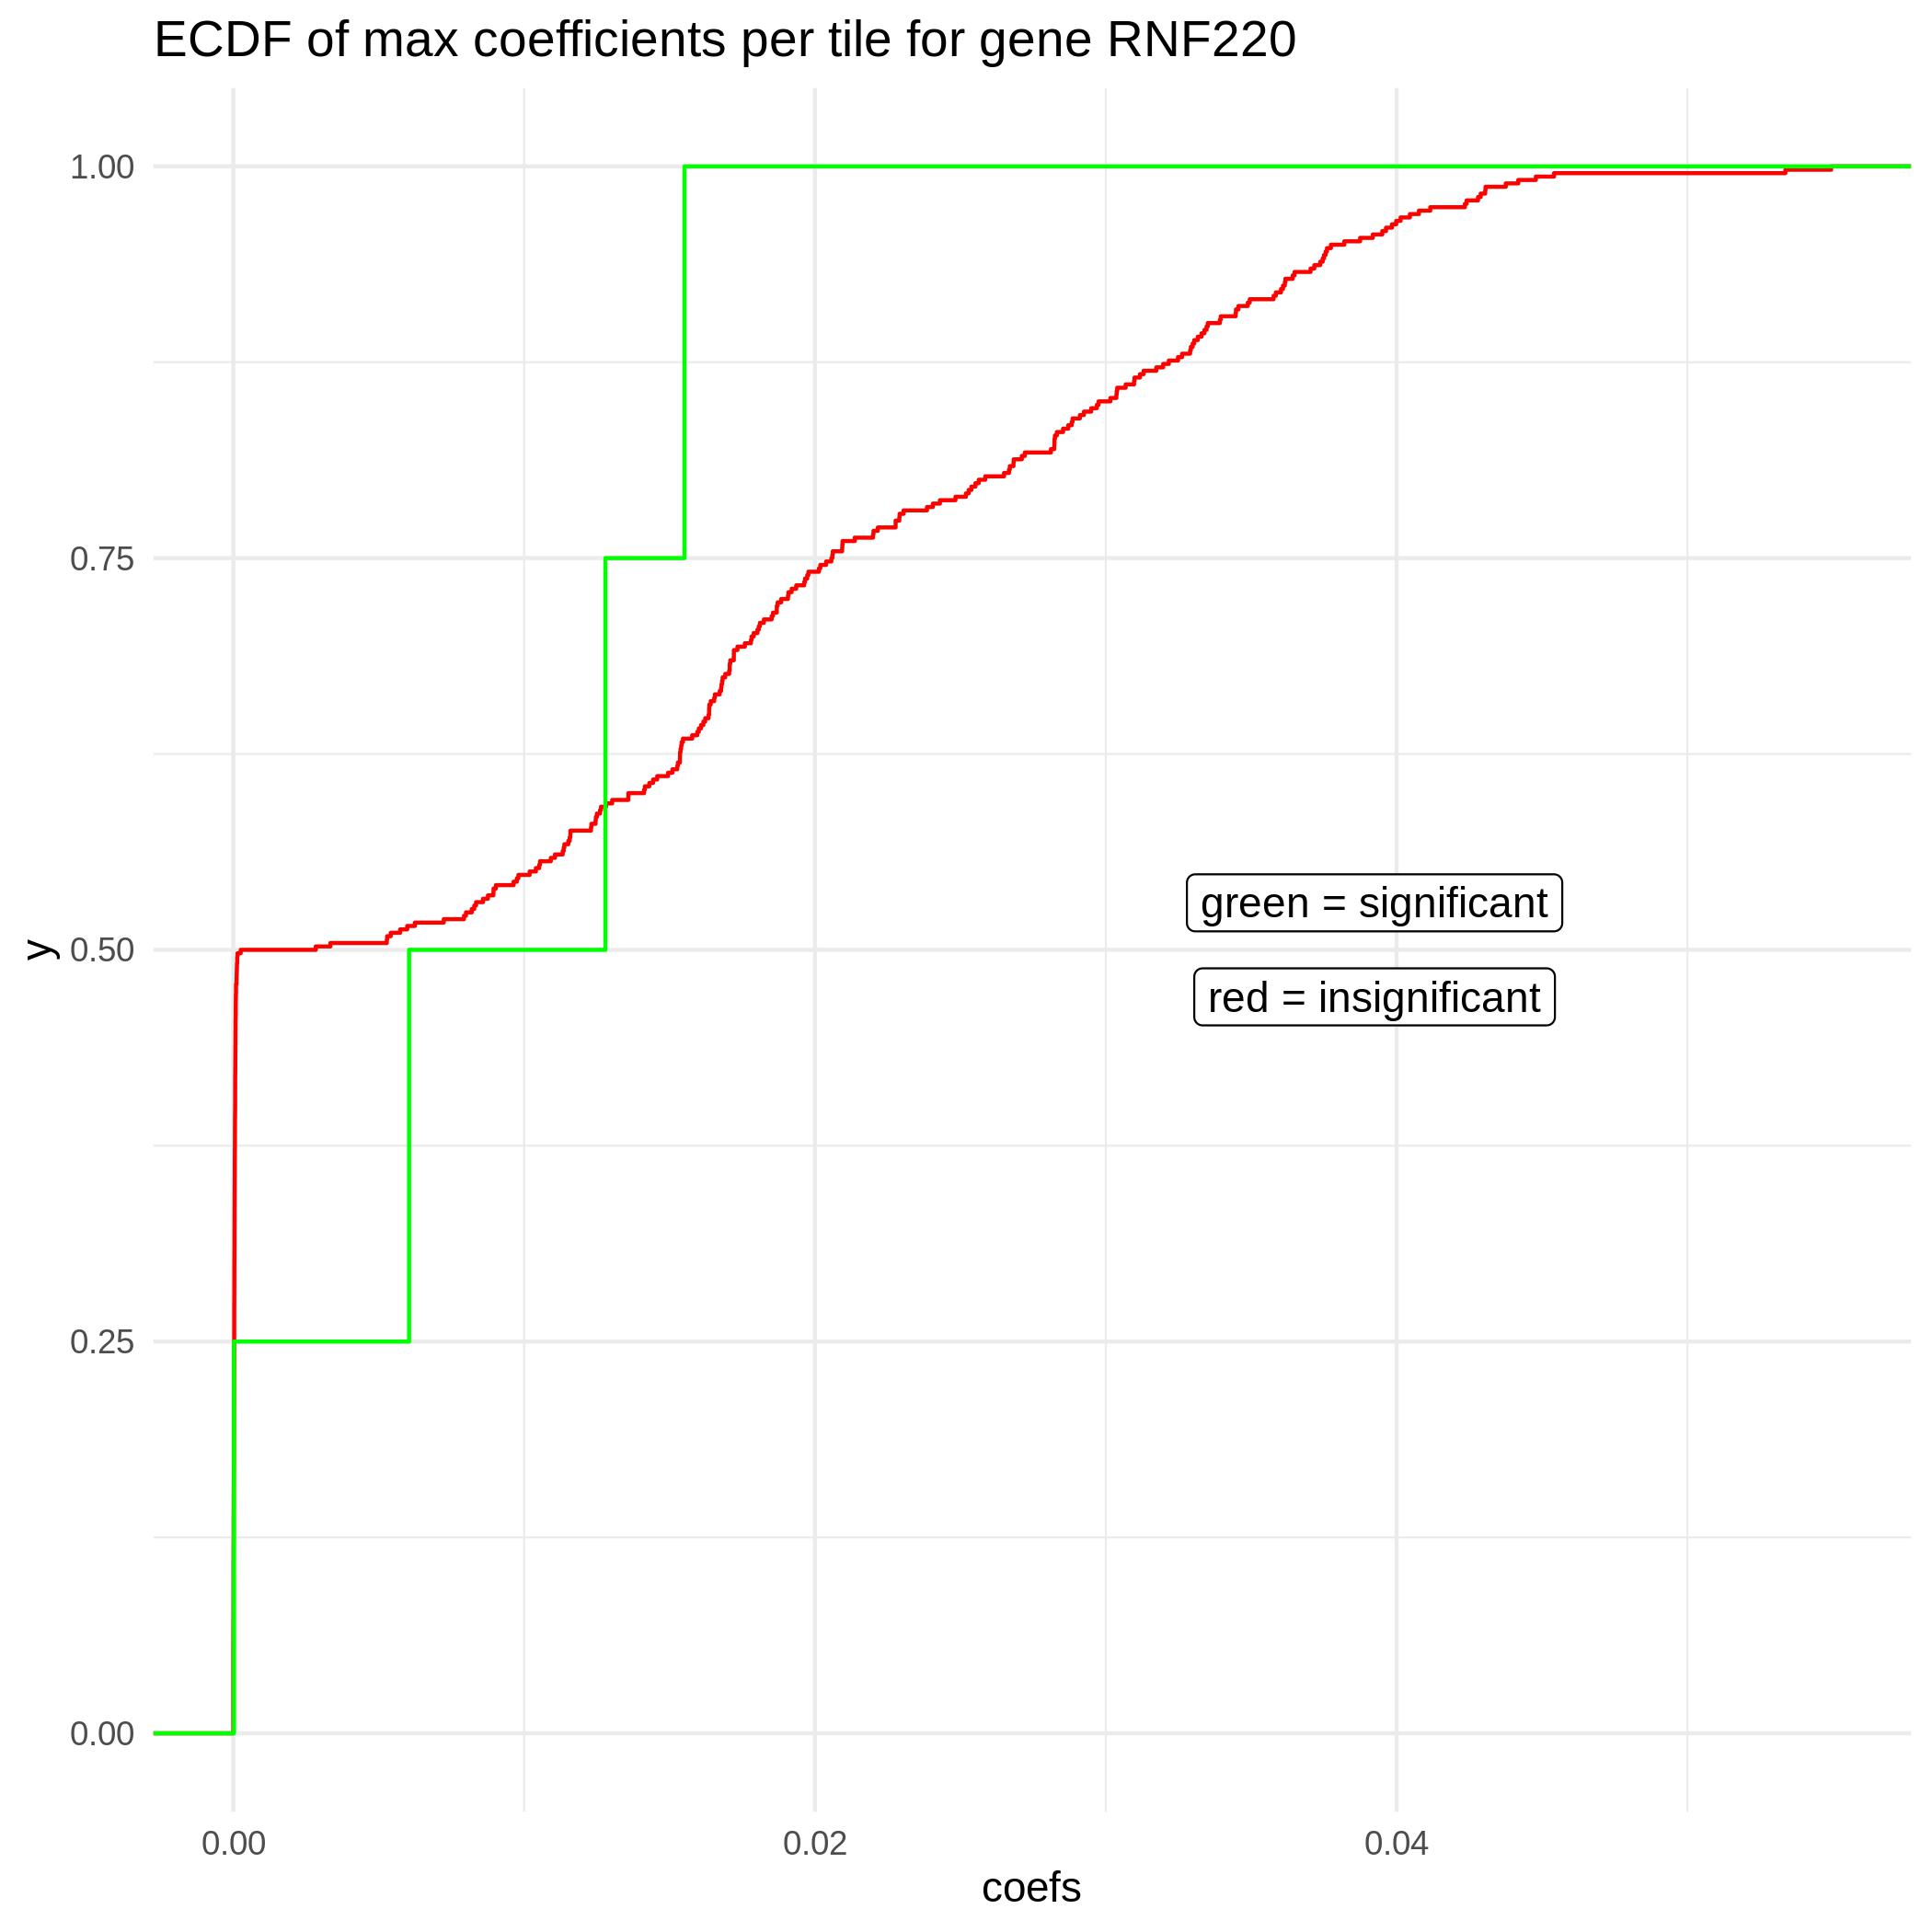 ECDF of max coefficients per tile for gene RNF220
1.00
0.75
0.50
0.25
0.00
y
green = significant
red = insignificant
0.00 0.02 0.04
coefs